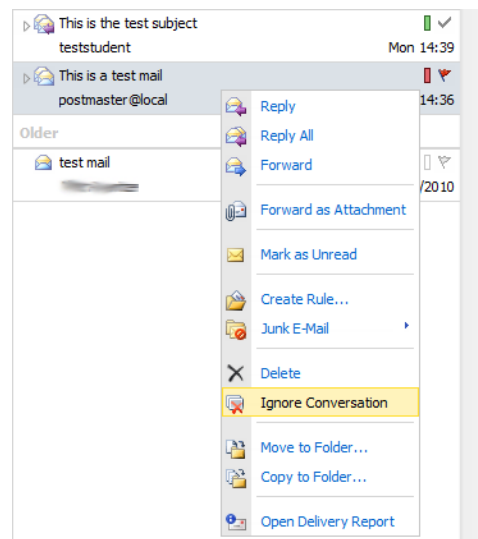 This is the test subject
teststudent Mon 14:39
This is a test mail
postmaster@local 14:36
Older
test mail
/2010
Reply
Reply All
Forward
Forward as Attachment
Mark as Unread
Create Rule...
Junk E-Mail
Delete
Ignore Conversation
Move to Folder...
Copy to Folder...
Open Delivery Report